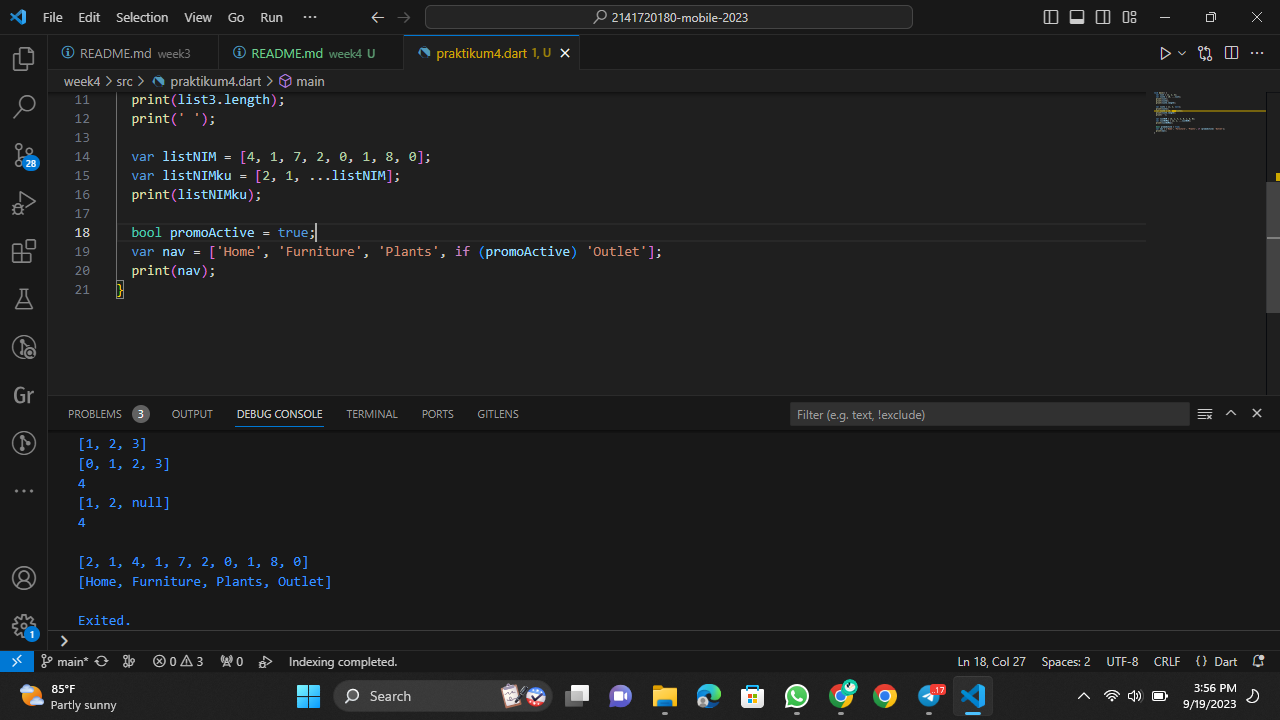 File Edit Selection View Go Run ··· 2141720180-mobile-2023
README.md week3 README.md week4 U praktikum4.dart 1, U
week4 > src > praktikum4.dart > main
11 print(list3.length);
12 print(' ');
13
14 var listNIM = [4, 1, 7, 2, 0, 1, 8, 0];
15 var listNIMku = [2, 1, ...listNIM];
16 print(listNIMku);
17
18 bool promoActive = true;
19 var nav = ['Home', 'Furniture', 'Plants', if (promoActive) 'Outlet'];
20 print(nav);
21 }
28
Gr
PROBLEMS 3 OUTPUT DEBUG CONSOLE TERMINAL PORTS GITLENS Filter (e.g. text, !exclude)
[1, 2, 3]
[0, 1, 2, 3]
4
[1, 2, null]
4
[2, 1, 4, 1, 7, 2, 0, 1, 8, 0]
[Home, Furniture, Plants, Outlet]
Exited.
1
main* 0 3 0 Indexing completed. Ln 18, Col 27 Spaces: 2 UTF-8 CRLF {} Dart
85°F
Partly sunny
Search
17
3:56 PM
9/19/2023